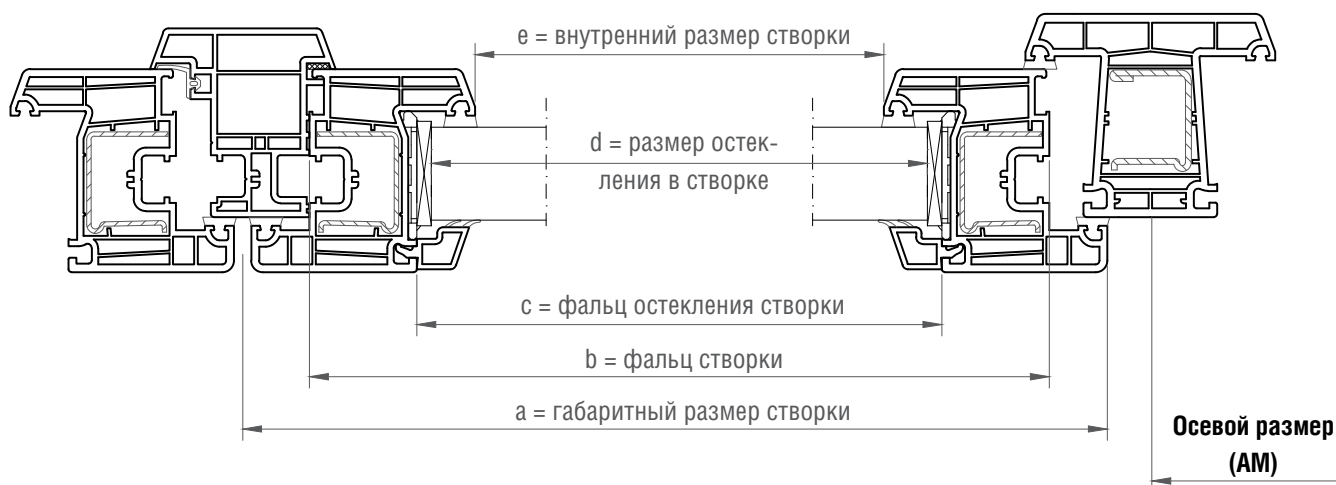 e = внутренний размер створки
d = размер остек-
ления в створке
c = фальц остекления створки
b = фальц створки
a = габаритный размер створки
Осевой размер
(AM)